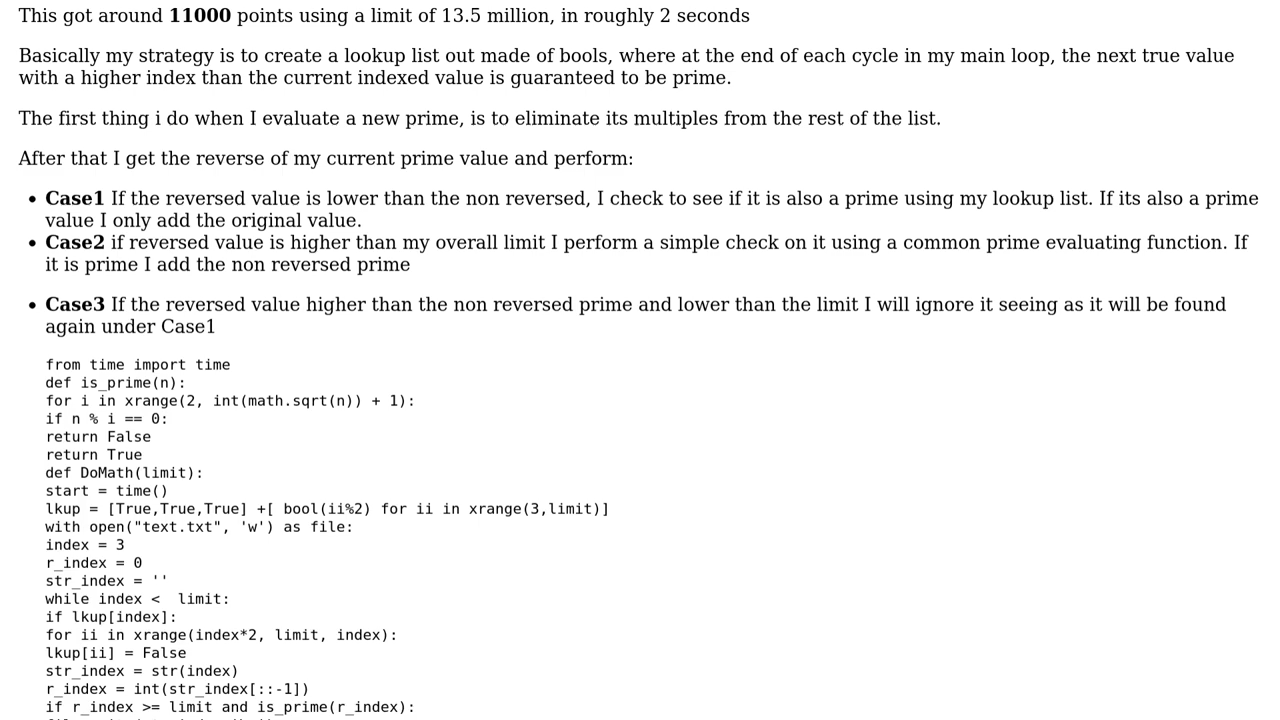 This got around 11000 points using a limit of 13.5 million, in roughly 2 seconds
Basically my strategy is to create a lookup list out made of bools, where at the end of each cycle in my main loop, the next true value
with a higher index than the current indexed value is guaranteed to be prime.
The first thing i do when I evaluate a new prime, is to eliminate its multiples from the rest of the list.
After that I get the reverse of my current prime value and perform:
• Case1 If the reversed value is lower than the non reversed, I check to see if it is also a prime using my lookup list. If its also a prime
value I only add the original value.
• Case2 if reversed value is higher than my overall limit I perform a simple check on it using a common prime evaluating function. If
it is prime I add the non reversed prime
• Case3 If the reversed value higher than the non reversed prime and lower than the limit I will ignore it seeing as it will be found
again under Case1
from time import time
def is_prime(n):
for i in xrange(2, int(math.sqrt(n)) + 1):
if n % i == 0:
return False
return True
def DoMath(limit):
start = time()
lkup = [True,True,True] +[ bool(ii%2) for ii in xrange(3,limit)]
with open("text.txt", 'w') as file:
index = 3
r_index = 0
str_index = ''
while index <  limit:
if lkup[index]:
for ii in xrange(index*2, limit, index):
lkup[ii] = False
str_index = str(index)
r_index = int(str_index[::-1])
if r_index >= limit and is_prime(r_index):